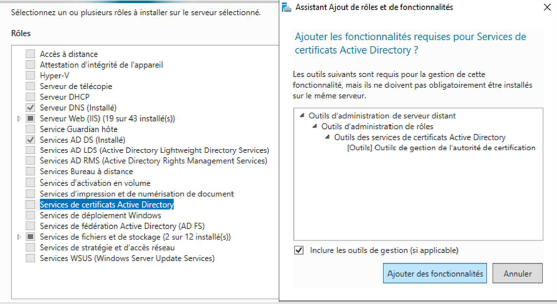 Sélectionnez un ou plusieurs rôles à installer sur le serveur sélectionné.
Rôles
Accès à distance
Attestation d'intégrité de l'appareil
Hyper-V
Serveur de télécopie
Serveur DHCP
Serveur DNS (Installé)
Serveur Web (IIS) (19 sur 43 installé(s))
Service Guardian hôte
Services AD DS (Installé)
Services AD LDS (Active Directory Lightweight Directory Services)
Services AD RMS (Active Directory Rights Management Services)
Services Bureau à distance
Services d'activation en volume
Services d'impression et de numérisation de document
Services de certificats Active Directory
Services de déploiement Windows
Services de fédération Active Directory (AD FS)
Services de fichiers et de stockage (2 sur 12 installé(s))
Services de stratégie et d'accès réseau
Services WSUS (Windows Server Update Services)
Assistant Ajout de rôles et de fonctionnalités
Ajouter les fonctionnalités requises pour Services de
certificats Active Directory ?
Les outils suivants sont requis pour la gestion de cette
fonctionnalité, mais ils ne doivent pas obligatoirement être installés
sur le même serveur.
Outils d'administration de serveur distant
Outils d'administration de rôles
Outils des services de certificats Active Directory
[Outils] Outils de gestion de l'autorité de certification
Inclure les outils de gestion (si applicable)
Ajouter des fonctionnalités
Annuler